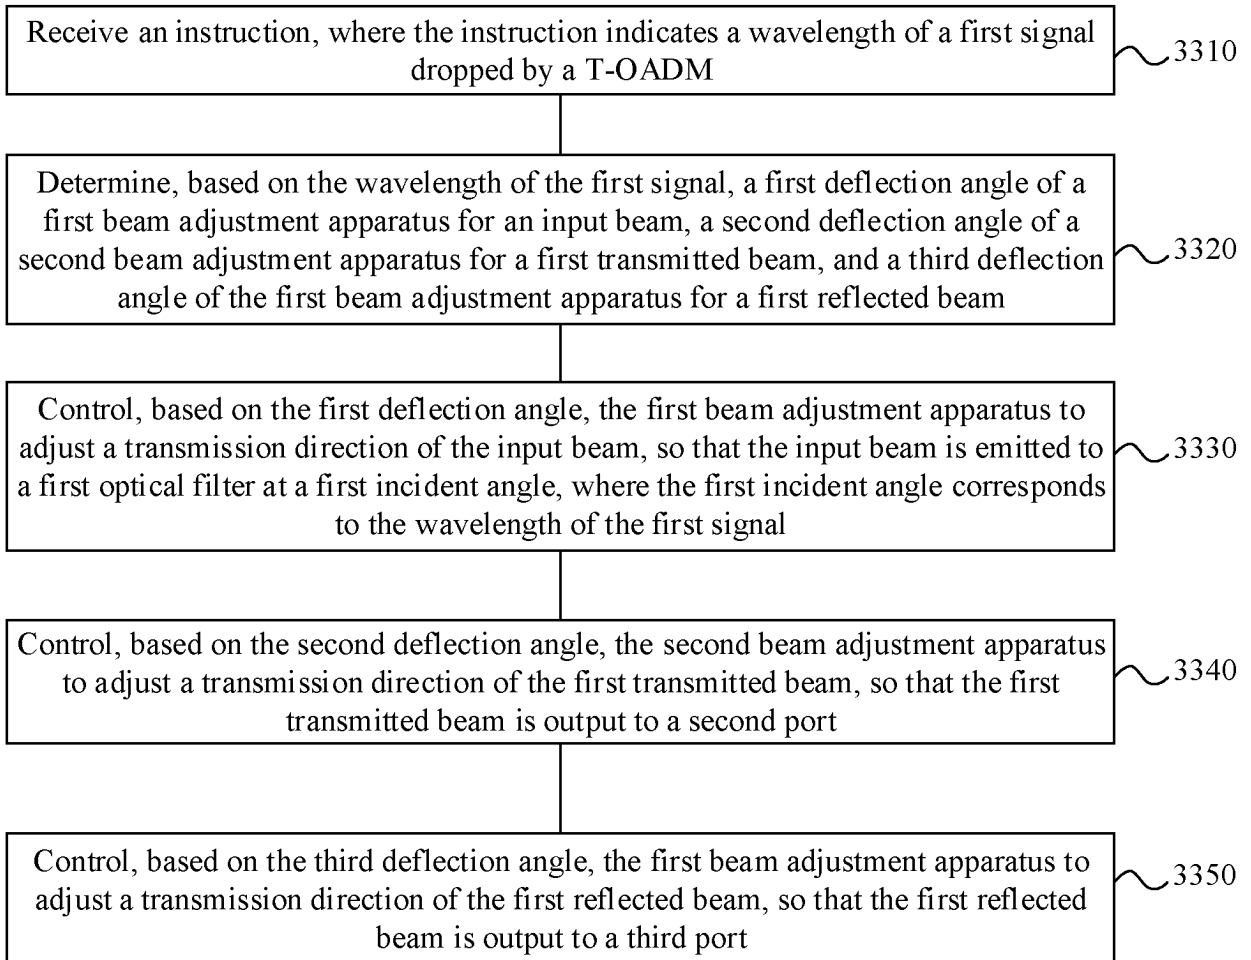 Receive an instruction, where the instruction indicates a wavelength of a first signal
dropped by a T-OADM
3310
Determine, based on the wavelength of the first signal, a first deflection angle of a
first beam adjustment apparatus for an input beam, a second deflection angle of a
second beam adjustment apparatus for a first transmitted beam, and a third deflection
angle of the first beam adjustment apparatus for a first reflected beam
3320
Control, based on the first deflection angle, the first beam adjustment apparatus to
adjust a transmission direction of the input beam, so that the input beam is emitted to
a first optical filter at a first incident angle, where the first incident angle corresponds
to the wavelength of the first signal
3330
Control, based on the second deflection angle, the second beam adjustment apparatus
to adjust a transmission direction of the first transmitted beam, so that the first
transmitted beam is output to a second port
3340
Control, based on the third deflection angle, the first beam adjustment apparatus to
adjust a transmission direction of the first reflected beam, so that the first reflected
beam is output to a third port
3350